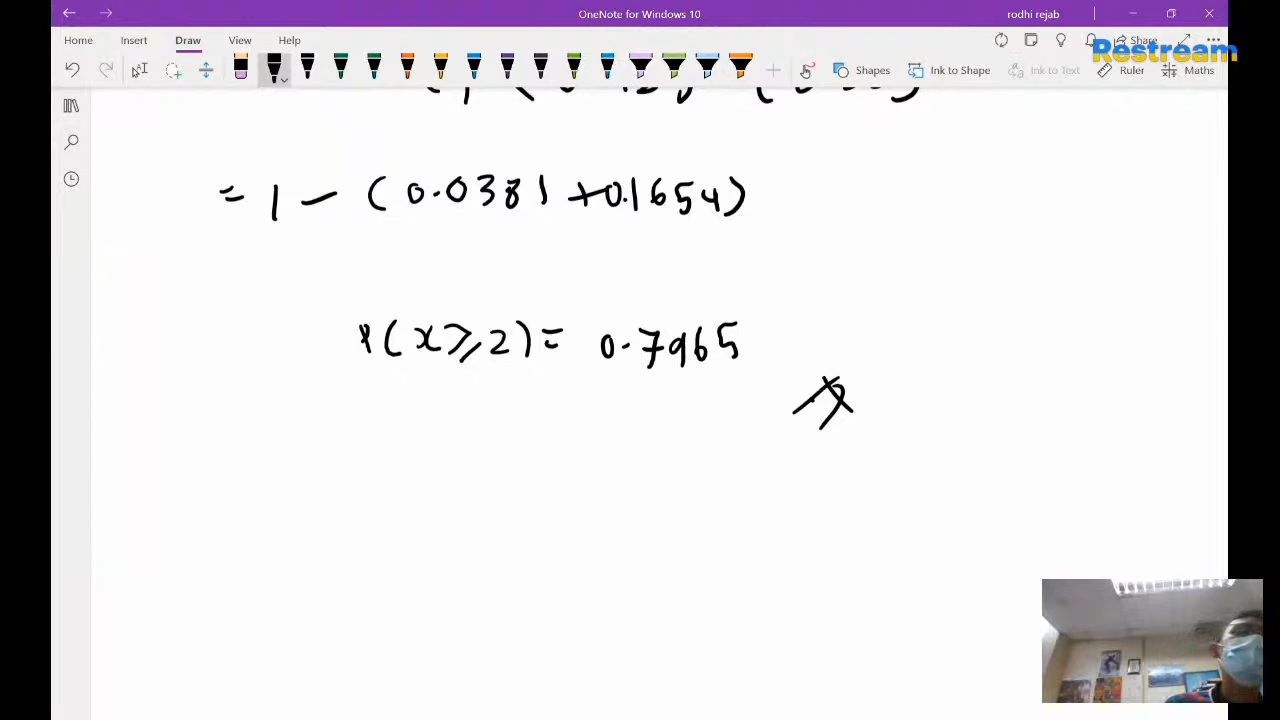 OneNote for Windows 10
rodhi rejab
Home Insert Draw View Help
Share
Restream
Shapes Ink to Shape Ink to Text Ruler Maths
= 1 - (0.0381 + 0.1654)
P(x ≥ 2) = 0.7965